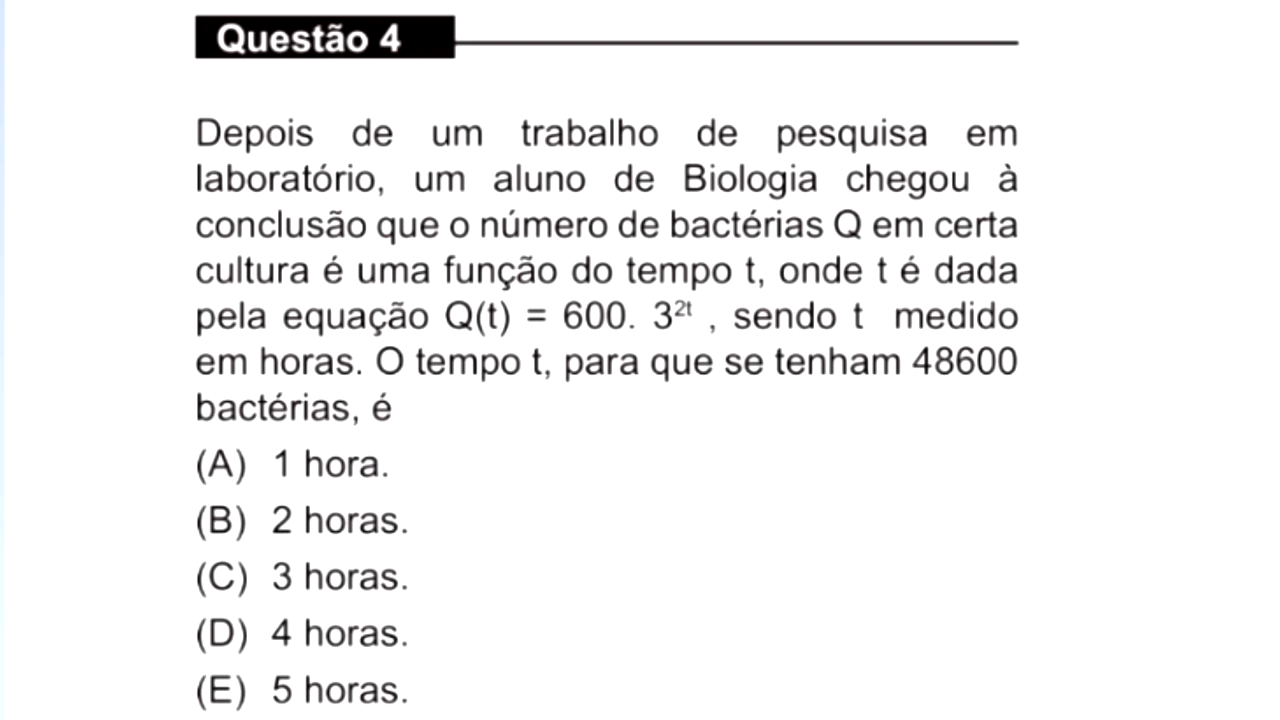 Questão 4
Depois de um trabalho de pesquisa em
laboratório, um aluno de Biologia chegou à
conclusão que o número de bactérias Q em certa
cultura é uma função do tempo t, onde t é dada
pela equação Q(t) = 600. 3²ᵗ , sendo t medido
em horas. O tempo t, para que se tenham 48600
bactérias, é
(A) 1 hora.
(B) 2 horas.
(C) 3 horas.
(D) 4 horas.
(E) 5 horas.